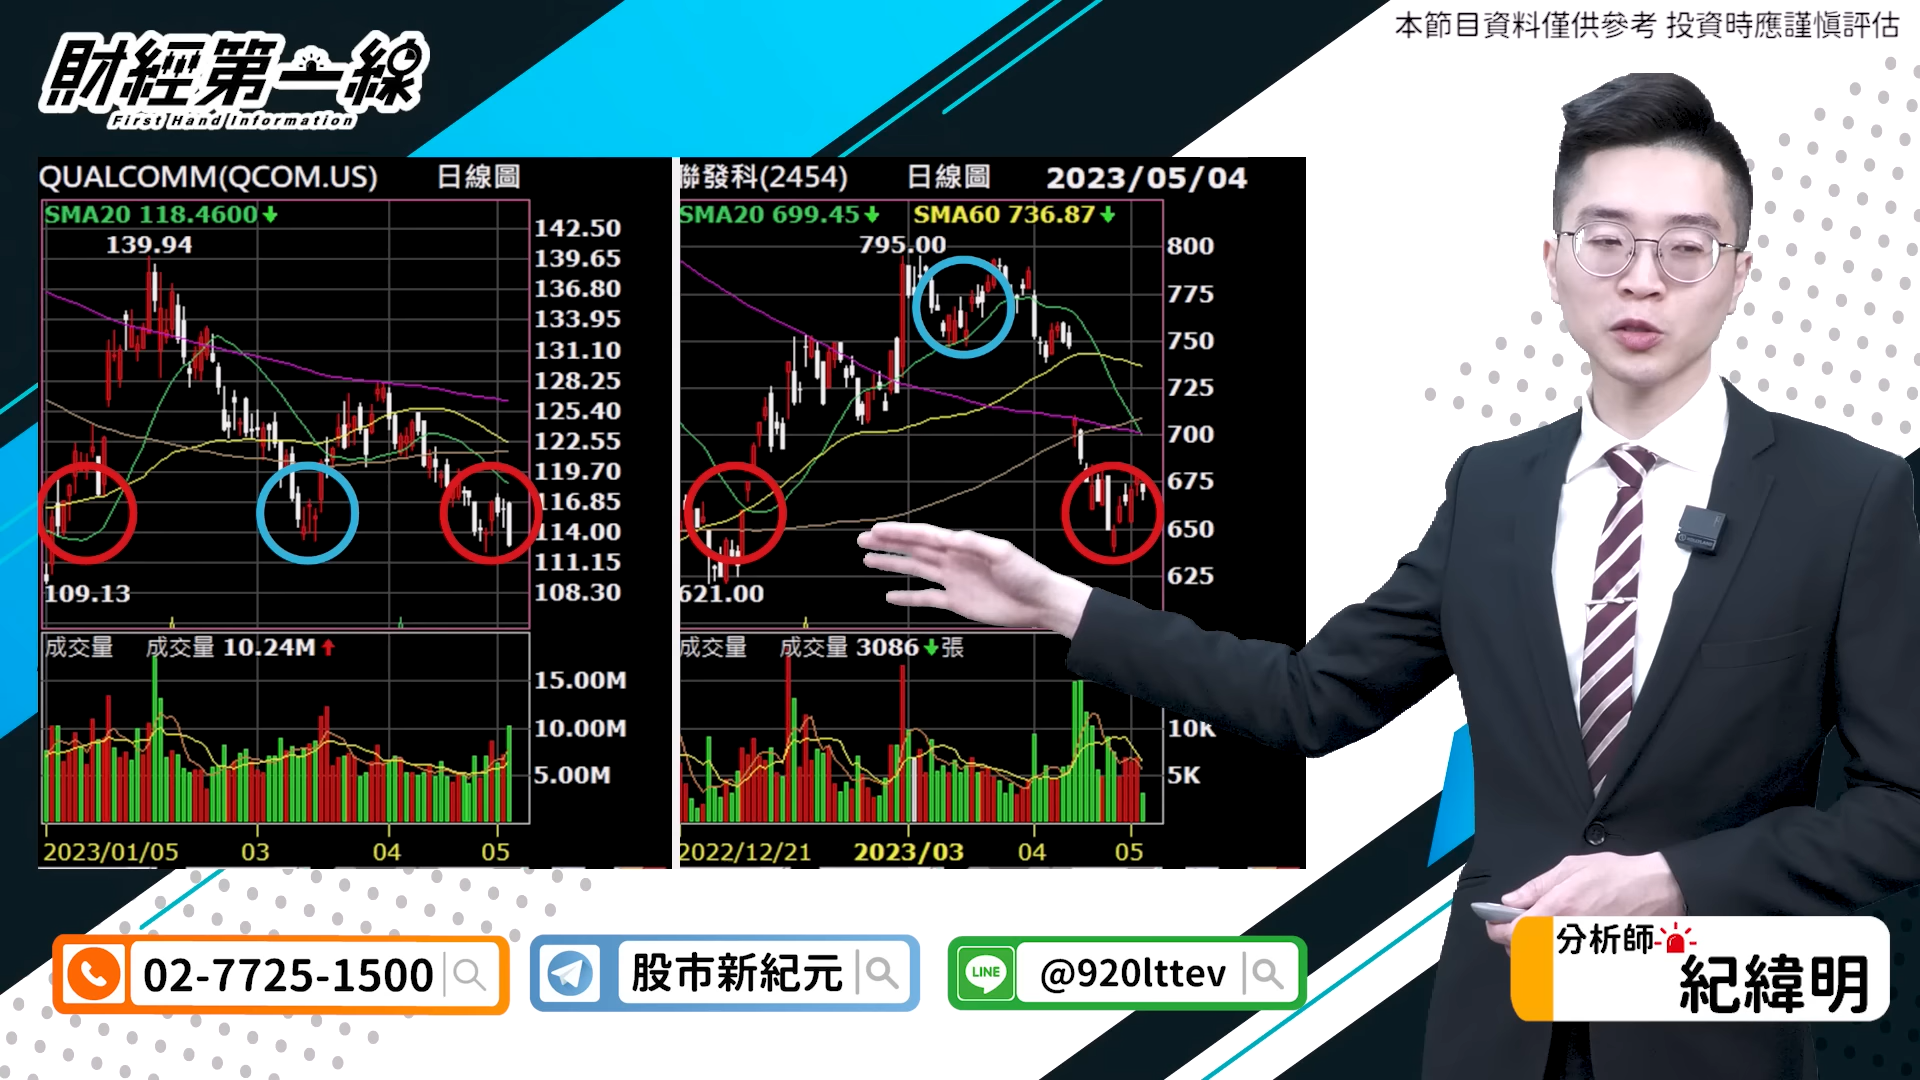 本節目資料僅供參考 投資時應謹慎評估
財經第一線
First Hand Information
QUALCOMM(QCOM.US) 日線圖
SMA20 118.4600
139.94
142.50
139.65
136.80
133.95
131.10
128.25
125.40
122.55
119.70
116.85
114.00
111.15
108.30
109.13
成交量 成交量 10.24M
15.00M
10.00M
5.00M
2023/01/05 03 04 05
聯發科(2454) 日線圖 2023/05/04
SMA20 699.45 SMA60 736.87
795.00
800
775
750
725
700
675
650
625
621.00
成交量 成交量 3086 張
10K
5K
2022/12/21 2023/03 04 05
02-7725-1500
股市新紀元
LINE
@920lttev
分析師
紀緯明